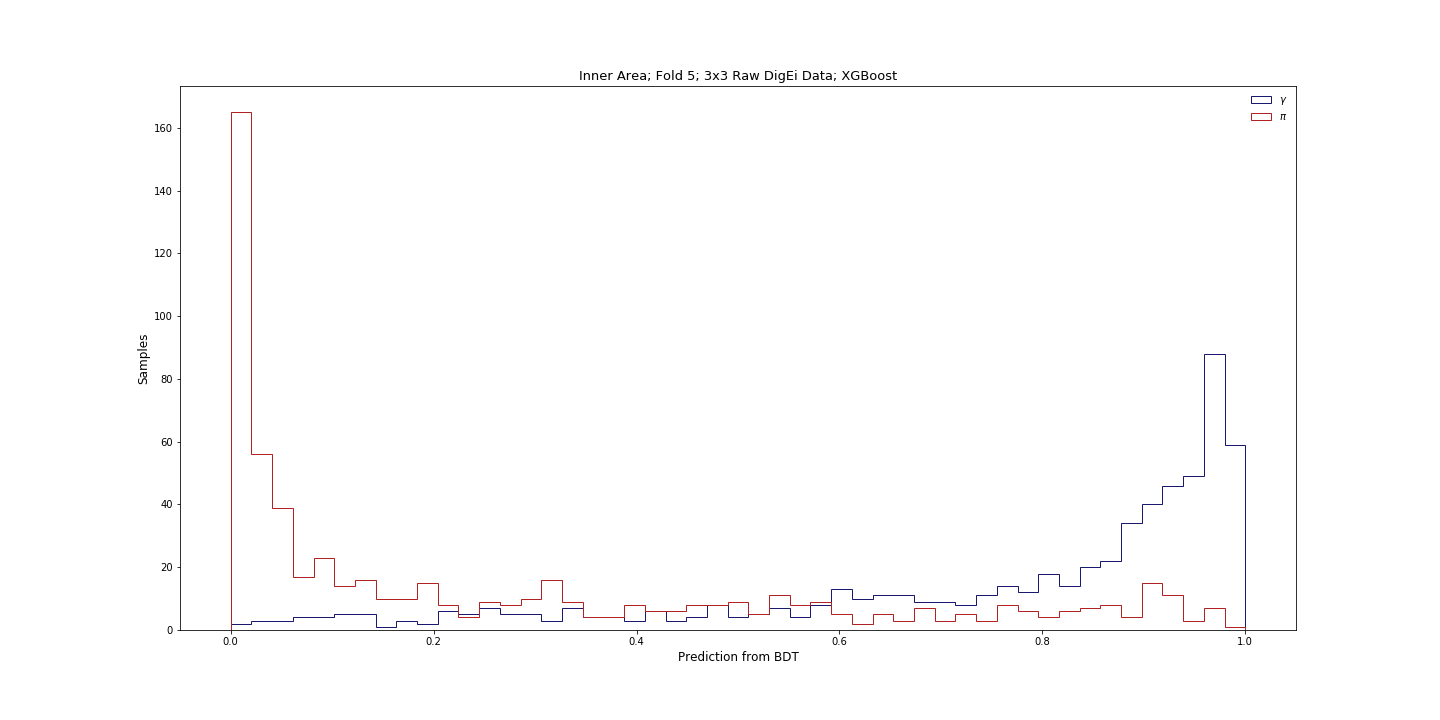 Inner Area; Fold 5; 3x3 Raw DigEi Data; XGBoost
γ
π
160
140
120
100
80
60
40
20
0
Samples
0.0 0.2 0.4 0.6 0.8 1.0
Prediction from BDT